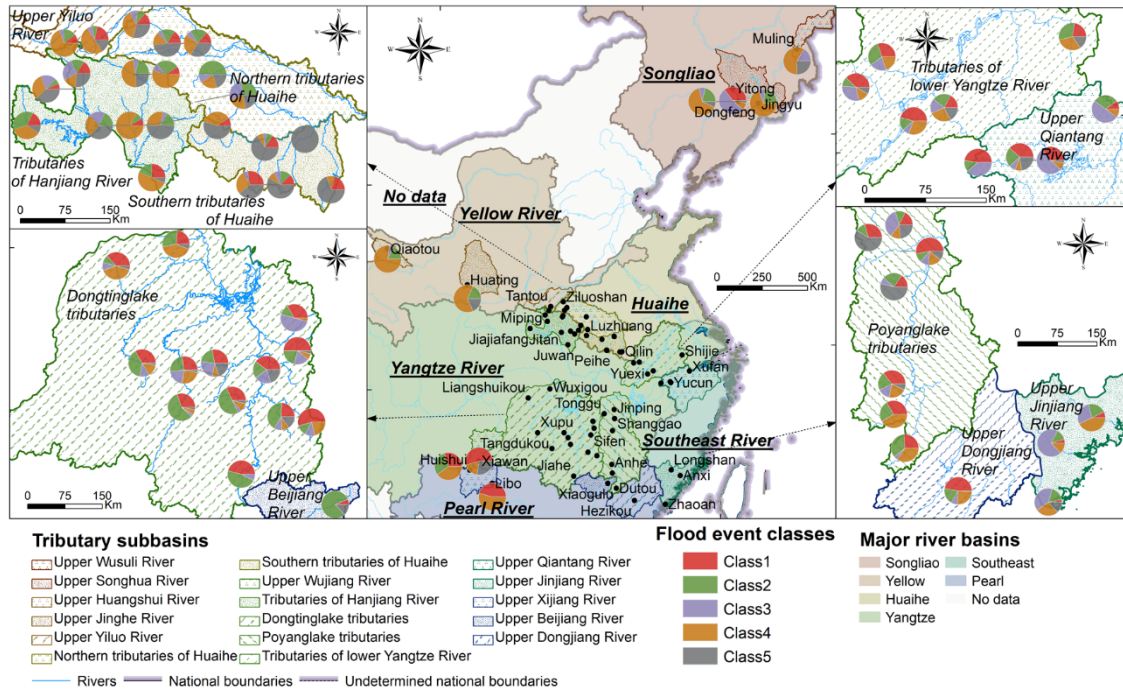 Upper Yiluo
River
N
W
E
S
Northern tributaries
of Huaihe
Tributaries
of Hanjiang River
Southern tributaries
of Huaihe
0 75 150
Km
Dongtinglake
tributaries
Upper
Beijiang
River
0 75 150
Km
N
W
E
S
N
W
E
S
Muling
Songliao
Yitong
Jingyu
Dongfeng
No data
Yellow River
Qiaotou
Huating
0 250 500
Km
Tantou
Ziluoshan
Huaihe
Miping
Luzhuang
Jiajiafang
Jitan
Juwan
Peihe
Qilin
Shijie
Xufan
Yuexi
Yucun
Yangtze River
Liangshuikou
Wuxigou
Tonggu
Jinping
Shanggao
Xupu
Sifen
Southeast River
Tangdukou
Huishui
Xiawan
Jiahe
Anhe
Longshan
Anxi
Libo
Xiaogulu
Dutou
Hezikou
Zhaoan
Pearl River
N
W
E
S
Tributaries of
lower Yangtze River
Upper
Qiantang
River
0 75 150
Km
N
W
E
S
0 75 150
Km
Poyanglake
tributaries
Upper
Jinjiang
River
Upper
Dongjiang
River
Tributary subbasins
Upper Wusuli River
Upper Songhua River
Upper Huangshui River
Upper Jinghe River
Upper Yiluo River
Northern tributaries of Huaihe
Southern tributaries of Huaihe
Upper Wujiang River
Tributaries of Hanjiang River
Dongtinglake tributaries
Poyanglake tributaries
Tributaries of lower Yangtze River
Upper Qiantang River
Upper Jinjiang River
Upper Xijiang River
Upper Beijiang River
Upper Dongjiang River
Rivers
National boundaries
Undetermined national boundaries
Flood event classes
Class1
Class2
Class3
Class4
Class5
Major river basins
Songliao
Yellow
Huaihe
Yangtze
Southeast
Pearl
No data